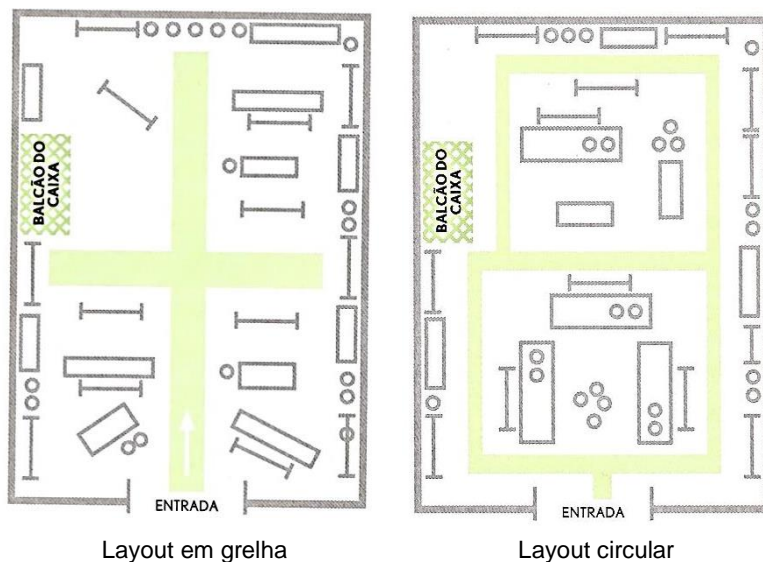 BALCÃO DO
CAIXA
ENTRADA
Layout em grelha
BALCÃO DO
CAIXA
ENTRADA
Layout circular